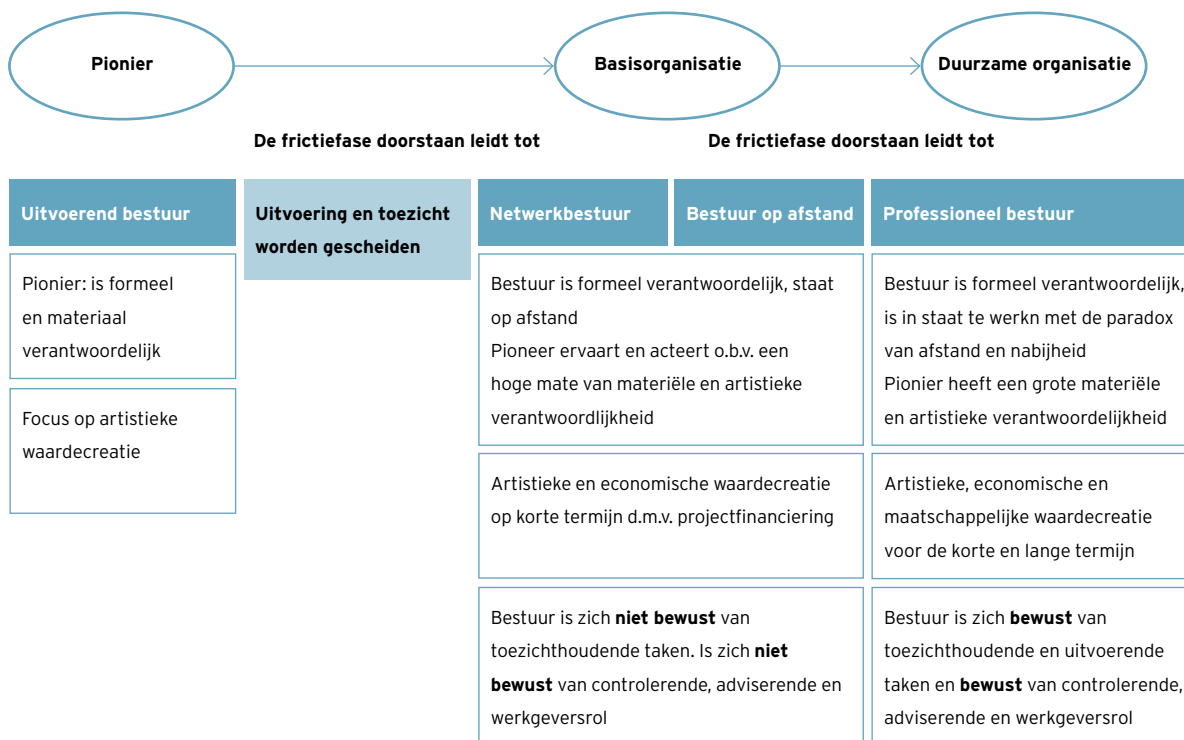 Pionier
Basisorganisatie
Duurzame organisatie
De frictiefase doorstaan leidt tot
De frictiefase doorstaan leidt tot
Uitvoerend bestuur
Pionier: is formeel
en materiaal
verantwoordelijk
Focus op artistieke
waardecreatie
Uitvoering en toezicht
worden gescheiden
Netwerkbestuur
Bestuur op afstand
Bestuur is formeel verantwoordelijk, staat
op afstand
Pioneer ervaart en acteert o.b.v. een
hoge mate van materiële en artistieke
verantwoordlijkheid
Artistieke en economische waardecreatie
op korte termijn d.m.v. projectfinanciering
Bestuur is zich niet bewust van
toezichthoudende taken. Is zich niet
bewust van controlerende, adviserende en
werkgeversrol
Professioneel bestuur
Bestuur is formeel verantwoordelijk,
is in staat te werkn met de paradox
van afstand en nabijheid
Pionier heeft een grote materiële
en artistieke verantwoordelijkheid
Artistieke, economische en
maatschappelijke waardecreatie
voor de korte en lange termijn
Bestuur is zich bewust van
toezichthoudende en uitvoerende
taken en bewust van controlerende,
adviserende en werkgeversrol